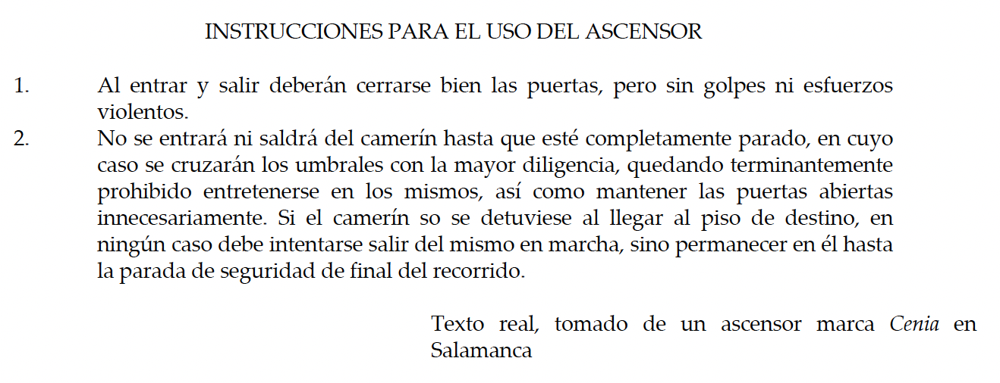 INSTRUCCIONES PARA EL USO DEL ASCENSOR
1. Al entrar y salir deberán cerrarse bien las puertas, pero sin golpes ni esfuerzos
violentos.
2. No se entrará ni saldrá del camerín hasta que esté completamente parado, en cuyo
caso se cruzarán los umbrales con la mayor diligencia, quedando terminantemente
prohibido entretenerse en los mismos, así como mantener las puertas abiertas
innecesariamente. Si el camerín so se detuviese al llegar al piso de destino, en
ningún caso debe intentarse salir del mismo en marcha, sino permanecer en él hasta
la parada de seguridad de final del recorrido.
Texto real, tomado de un ascensor marca Cenia en
Salamanca